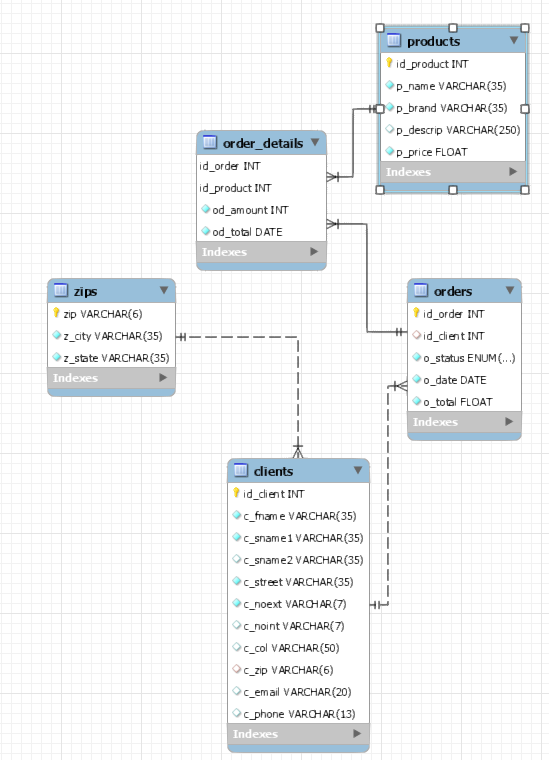 products
id_product INT
p_name VARCHAR(35)
p_brand VARCHAR(35)
p_descrip VARCHAR(250)
p_price FLOAT
Indexes
order_details
id_order INT
id_product INT
od_amount INT
od_total DATE
Indexes
zips
zip VARCHAR(6)
z_city VARCHAR(35)
z_state VARCHAR(35)
Indexes
orders
id_order INT
id_client INT
o_status ENUM(...)
o_date DATE
o_total FLOAT
Indexes
clients
id_client INT
c_fname VARCHAR(35)
c_sname1 VARCHAR(35)
c_sname2 VARCHAR(35)
c_street VARCHAR(35)
c_noext VARCHAR(7)
c_noint VARCHAR(7)
c_col VARCHAR(50)
c_zip VARCHAR(6)
c_email VARCHAR(20)
c_phone VARCHAR(13)
Indexes